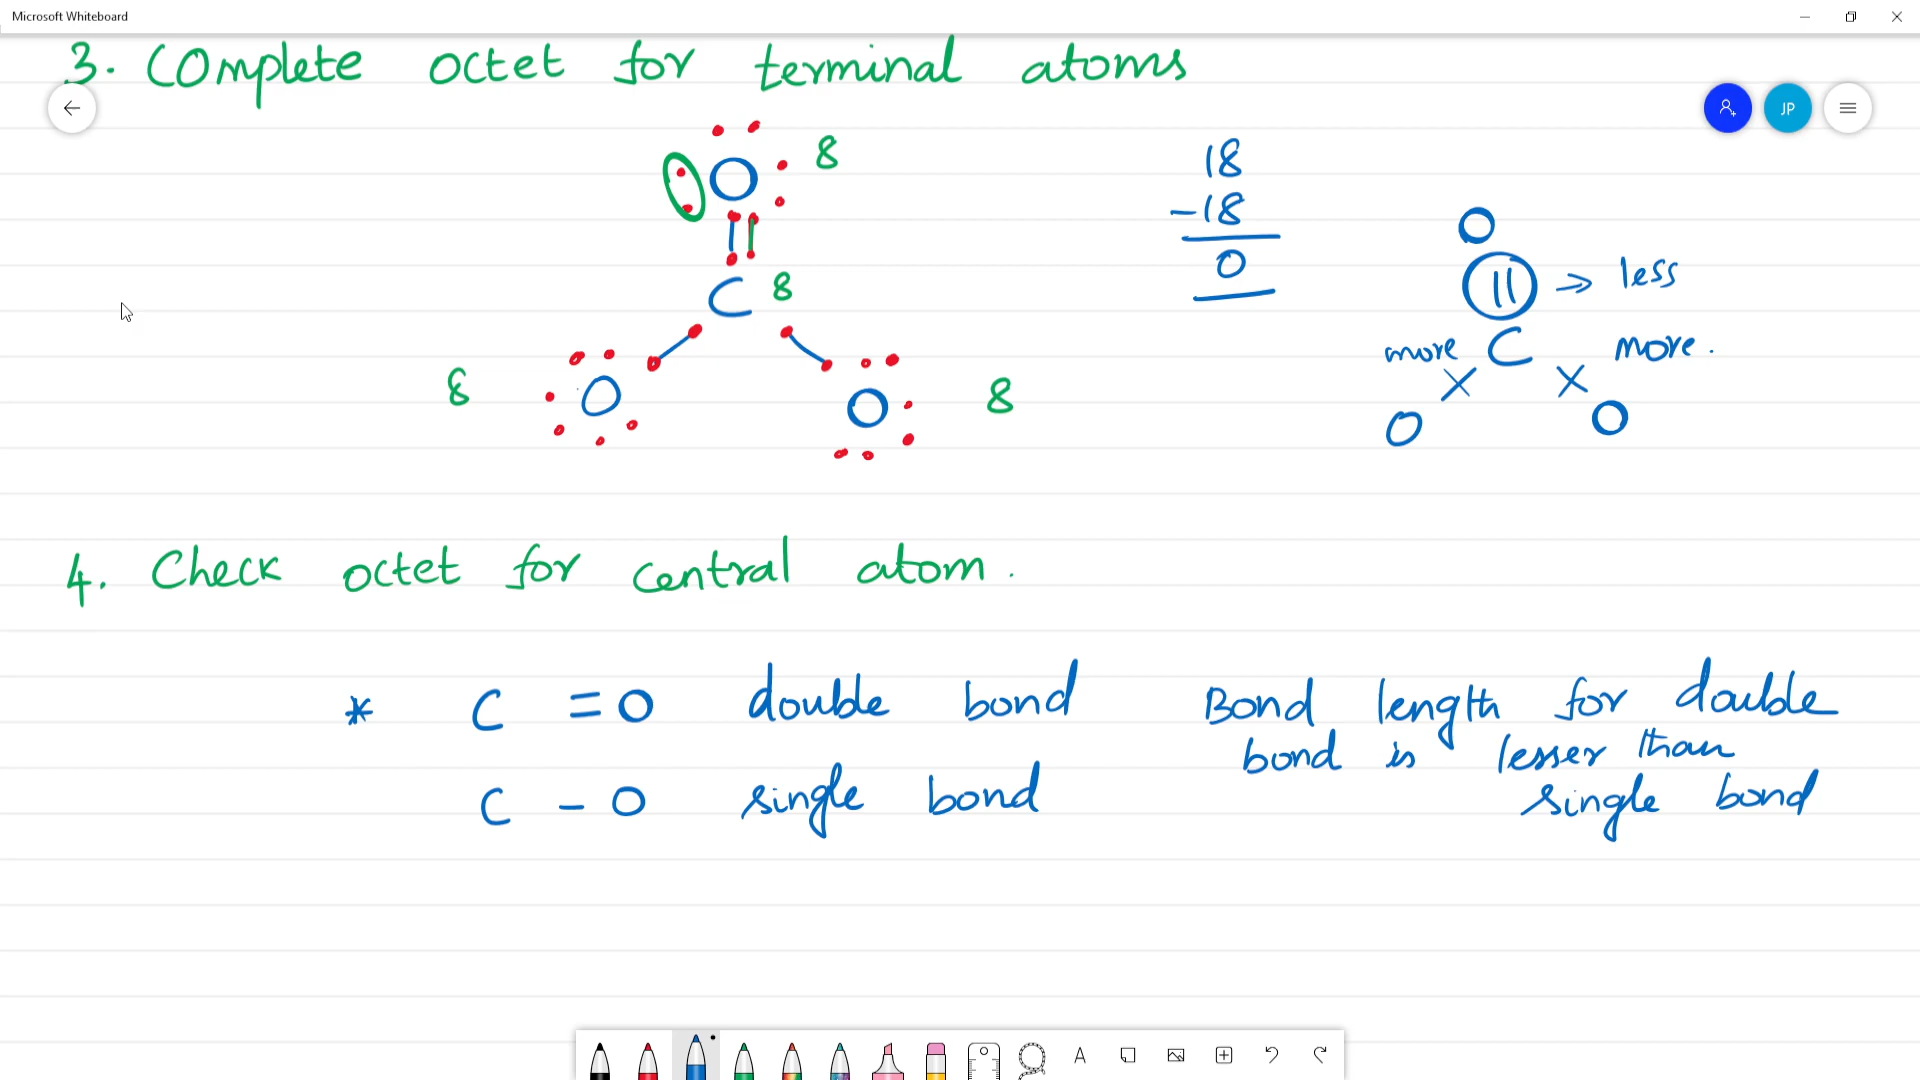 Microsoft Whiteboard
3. Complete octet for terminal atoms
JP
O 8
18
-18
0
C 8
8 O
O 8
O
|| ⇒ less
more C more.
X X
O O
4. Check octet for central atom.
* C = O double bond
C - O single bond
Bond length for double
bond is lesser than
single bond
A